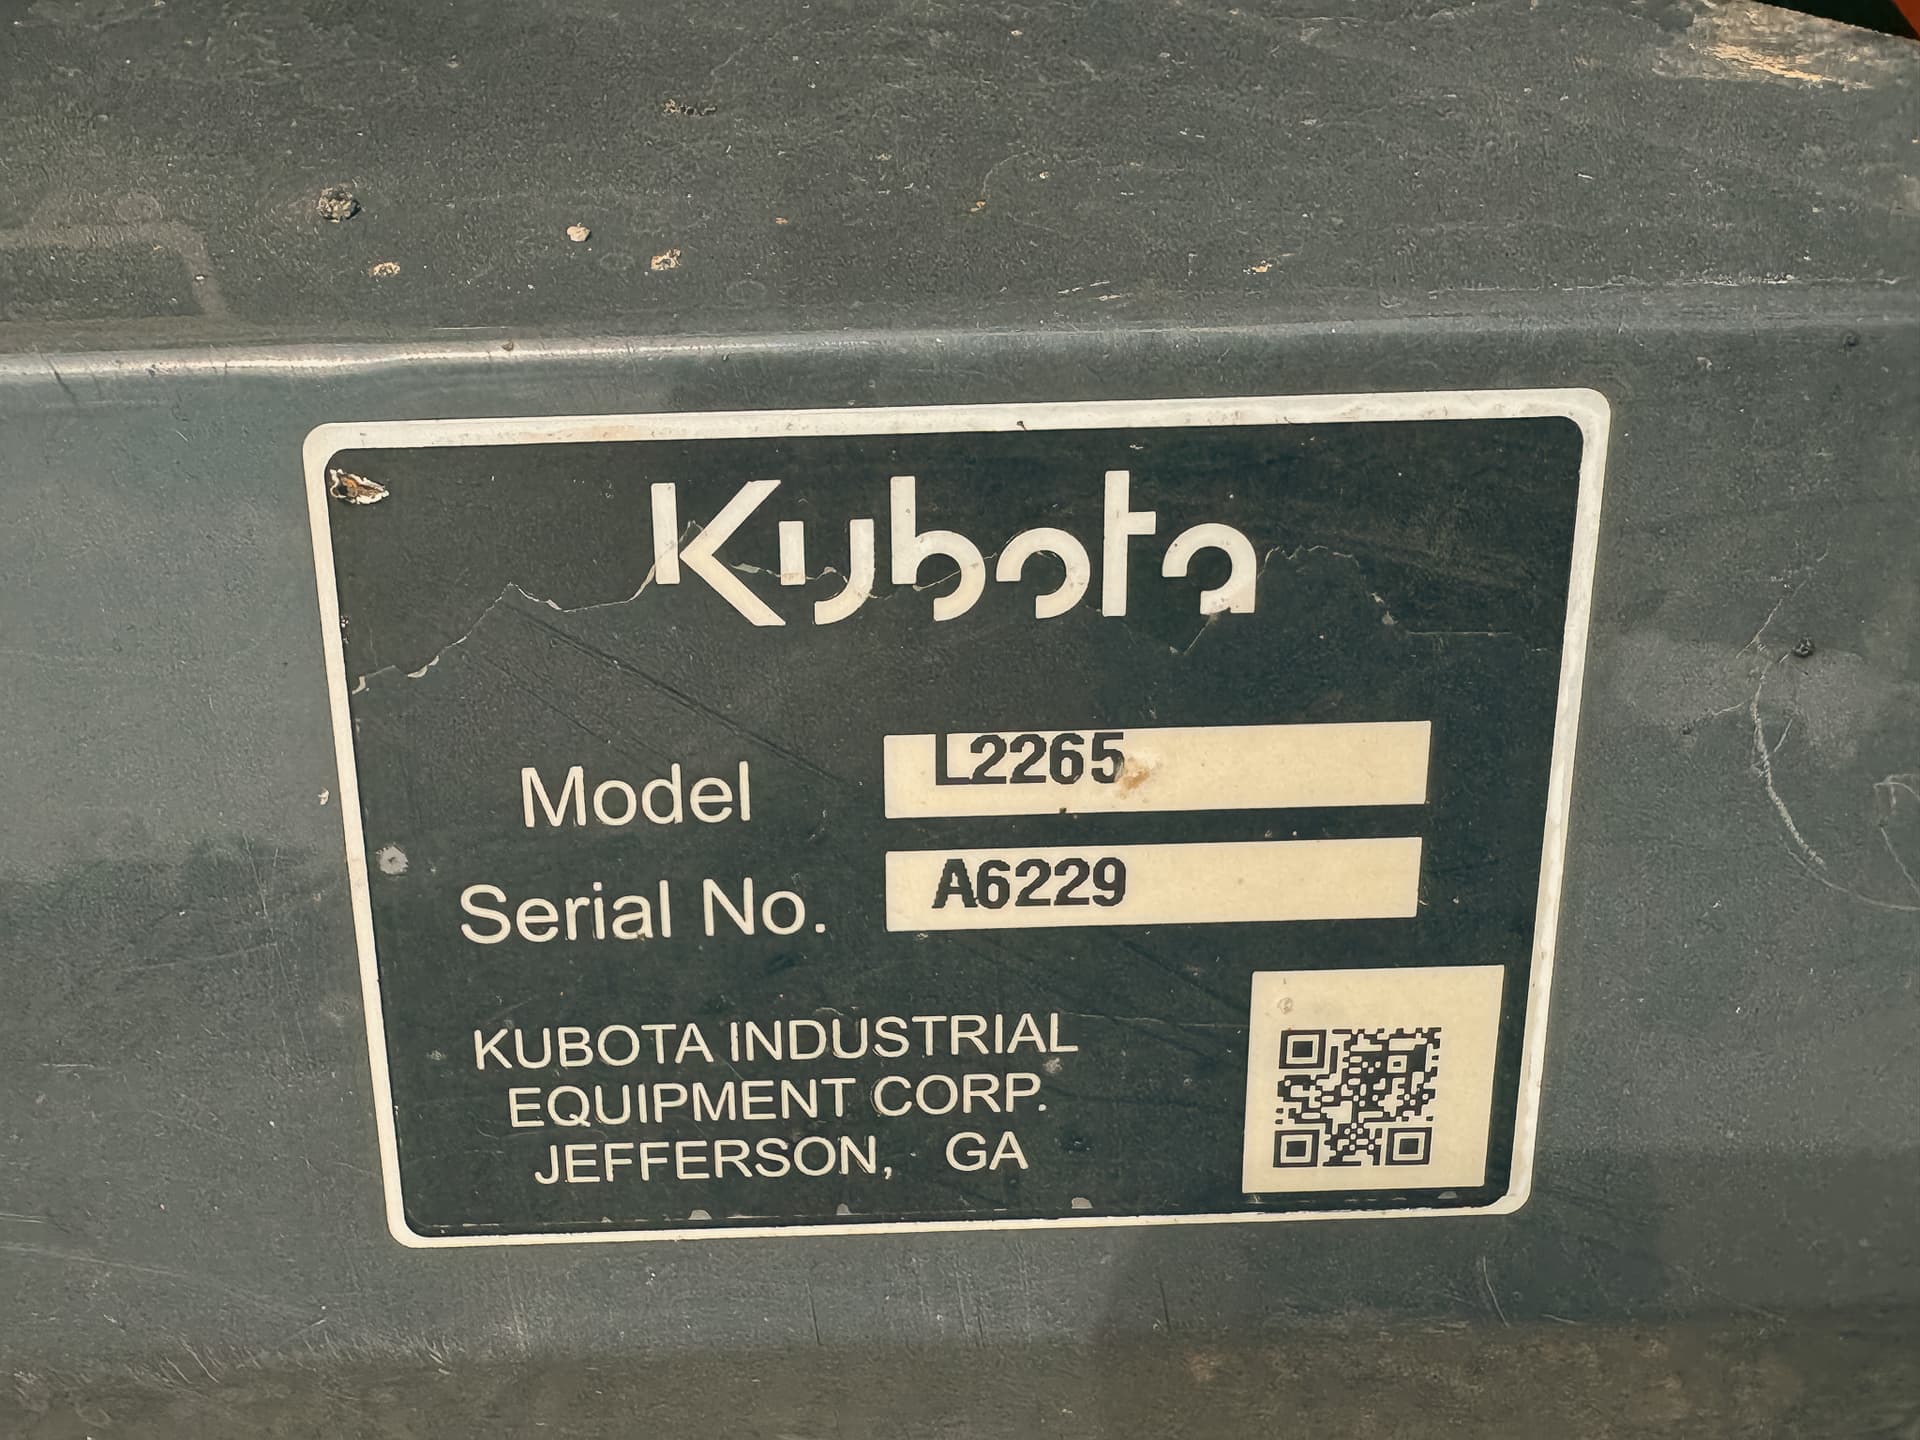 Kubota
Model L2265
Serial No. A6229
KUBOTA INDUSTRIAL
EQUIPMENT CORP.
JEFFERSON, GA